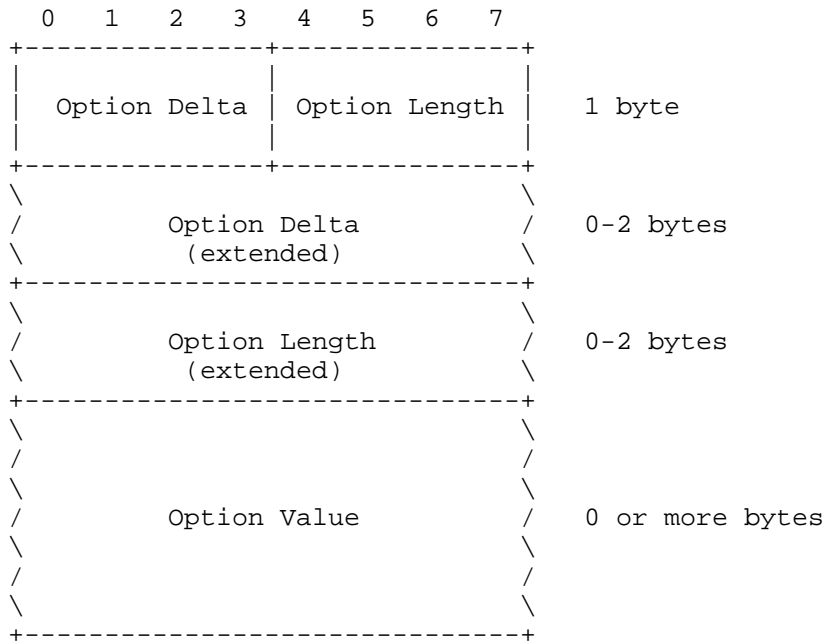 0   1   2   3   4   5   6   7
+---------------+---------------+
|               |               |
|  Option Delta | Option Length |   1 byte
|               |               |
+---------------+---------------+
\                               \
/         Option Delta          /   0-2 bytes
\          (extended)           \
+-------------------------------+
\                               \
/         Option Length         /   0-2 bytes
\          (extended)           \
+-------------------------------+
\                               \
/                               /
\                               \
/         Option Value          /   0 or more bytes
\                               \
/                               /
\                               \
+-------------------------------+